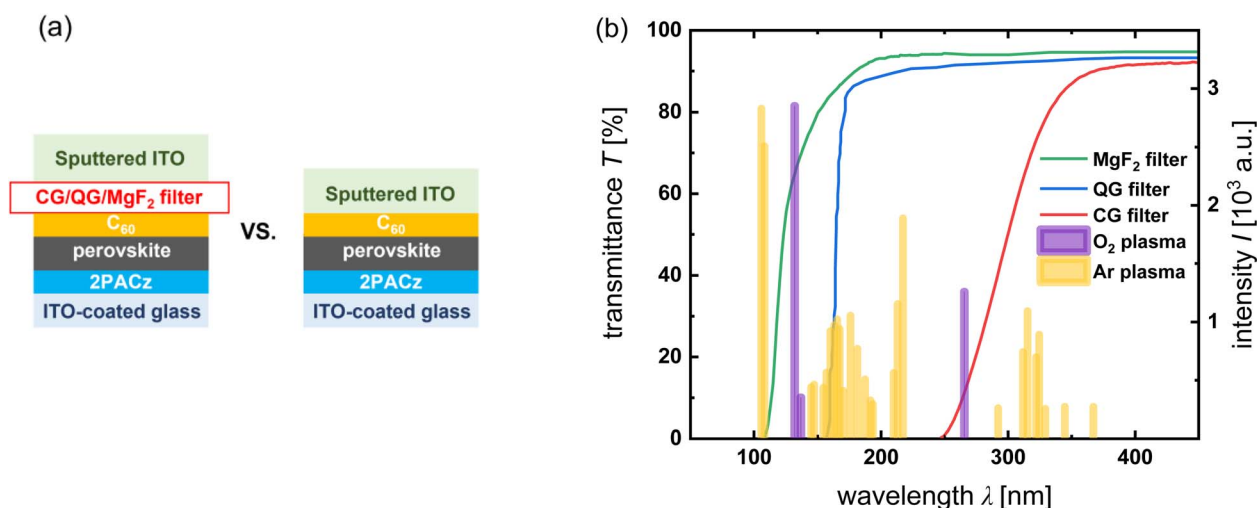 (a)
Sputtered ITO
CG/QG/MgF₂ filter
C₆₀
perovskite
2PACz
ITO-coated glass
VS.
Sputtered ITO
C₆₀
perovskite
2PACz
ITO-coated glass
(b)
100
80
60
40
20
0
transmittance T [%]
100
200
300
400
wavelength λ [nm]
3
2
1
0
intensity I [10³ a.u.]
MgF₂ filter
QG filter
CG filter
O₂ plasma
Ar plasma